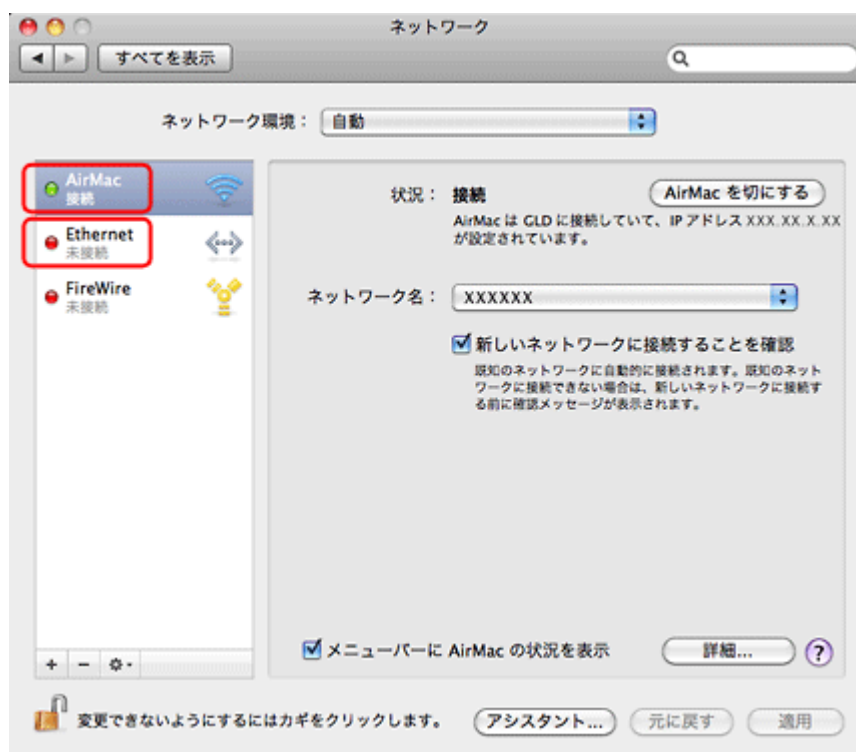 ネットワーク
すべてを表示
ネットワーク環境： 自動
AirMac
接続
Ethernet
未接続
FireWire
未接続
状況： 接続 AirMac を切にする
AirMac は GLD に接続していて、IP アドレス XXX.XX.X.XX
が設定されています。
ネットワーク名： XXXXXX
新しいネットワークに接続することを確認
既知のネットワークに自動的に接続されます。既知のネット
ワークに接続できない場合は、新しいネットワークに接続す
る前に確認メッセージが表示されます。
メニューバーに AirMac の状況を表示 詳細... ?
変更できないようにするにはカギをクリックします。 アシスタント... 元に戻す 適用